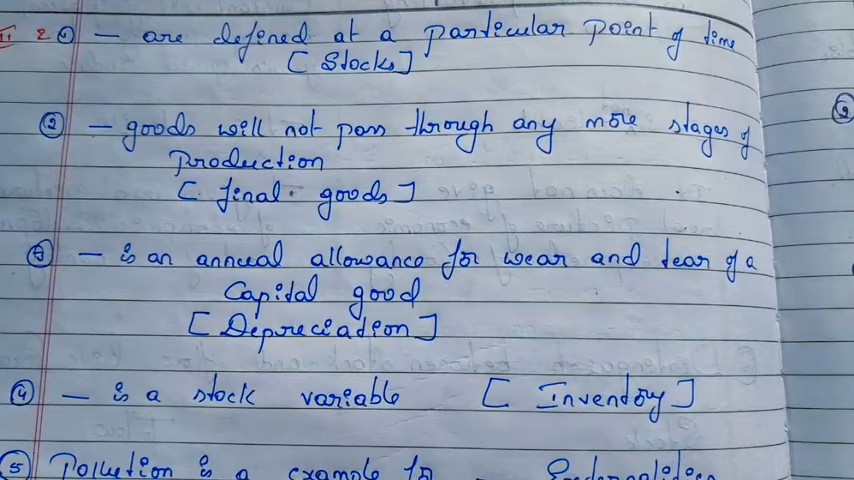 II 2 ① — are defined at a particular point of time
[ Stocks ]
② — goods will not pass through any more stages of
Production
[ final goods ]
③ — is an annual allowance for wear and tear of a
Capital good
[ Depreciation ]
④ — is a stock variable [ Inventory ]
⑤ Pollution is a example for